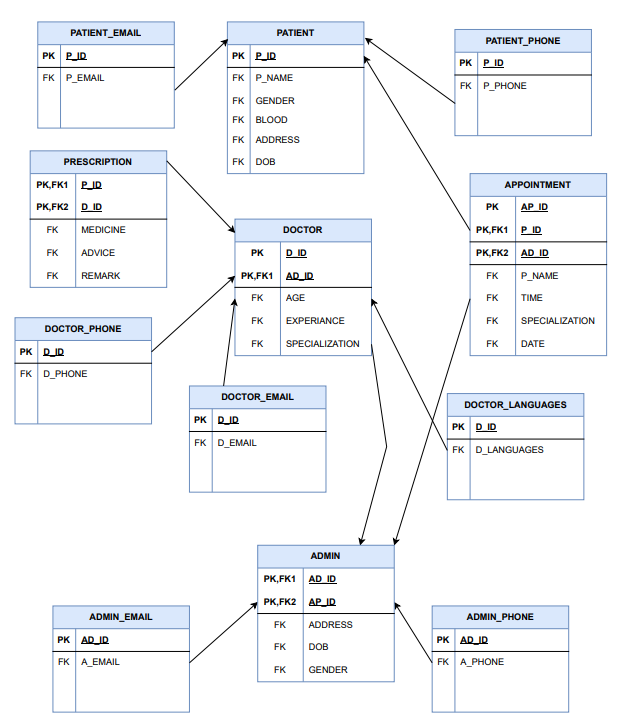 PATIENT_EMAIL
PK P_ID
FK P_EMAIL
PATIENT
PK P_ID
FK P_NAME
FK GENDER
FK BLOOD
FK ADDRESS
FK DOB
PATIENT_PHONE
PK P_ID
FK P_PHONE
PRESCRIPTION
PK,FK1 P_ID
PK,FK2 D_ID
FK MEDICINE
FK ADVICE
FK REMARK
DOCTOR
PK D_ID
PK,FK1 AD_ID
FK AGE
FK EXPERIANCE
FK SPECIALIZATION
APPOINTMENT
PK AP_ID
PK,FK1 P_ID
PK,FK2 AD_ID
FK P_NAME
FK TIME
FK SPECIALIZATION
FK DATE
DOCTOR_PHONE
PK D_ID
FK D_PHONE
DOCTOR_EMAIL
PK D_ID
FK D_EMAIL
DOCTOR_LANGUAGES
PK D_ID
FK D_LANGUAGES
ADMIN
PK,FK1 AD_ID
PK,FK2 AP_ID
FK ADDRESS
FK DOB
FK GENDER
ADMIN_EMAIL
PK AD_ID
FK A_EMAIL
ADMIN_PHONE
PK AD_ID
FK A_PHONE